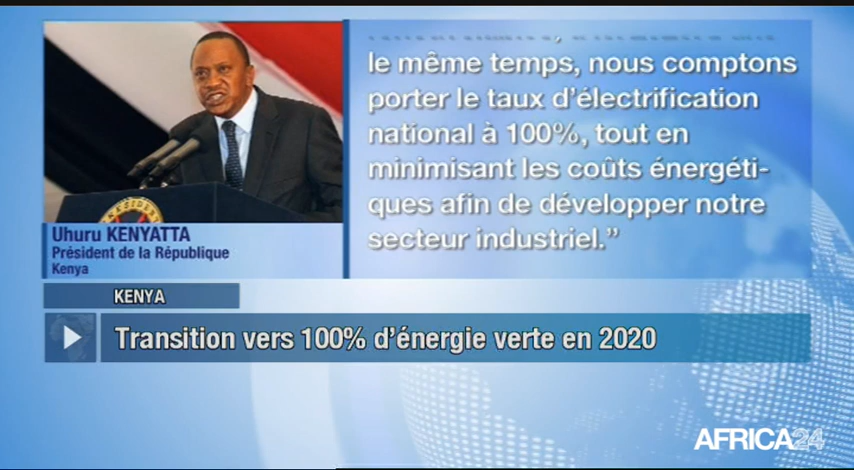 le même temps, nous comptons
porter le taux d’électrification
national à 100%, tout en
minimisant les coûts énergéti-
ques afin de développer notre
secteur industriel.”
Uhuru KENYATTA
Président de la République
Kenya
KENYA
Transition vers 100% d’énergie verte en 2020
AFRICA24